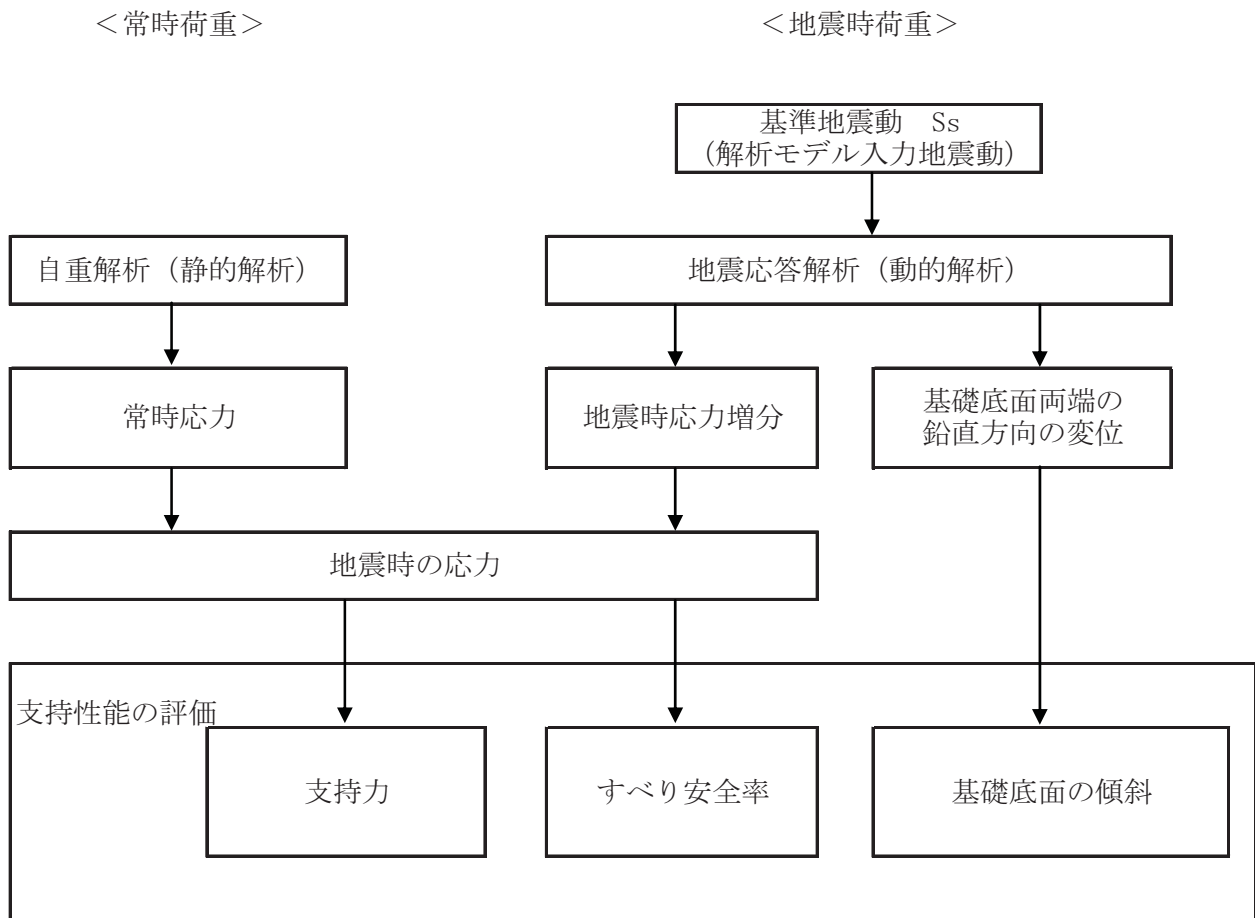 ＜常時荷重＞
＜地震時荷重＞
基準地震動　Ss
（解析モデル入力地震動）
自重解析（静的解析）
地震応答解析（動的解析）
常時応力
地震時応力増分
基礎底面両端の
鉛直方向の変位
地震時の応力
支持性能の評価
支持力
すべり安全率
基礎底面の傾斜